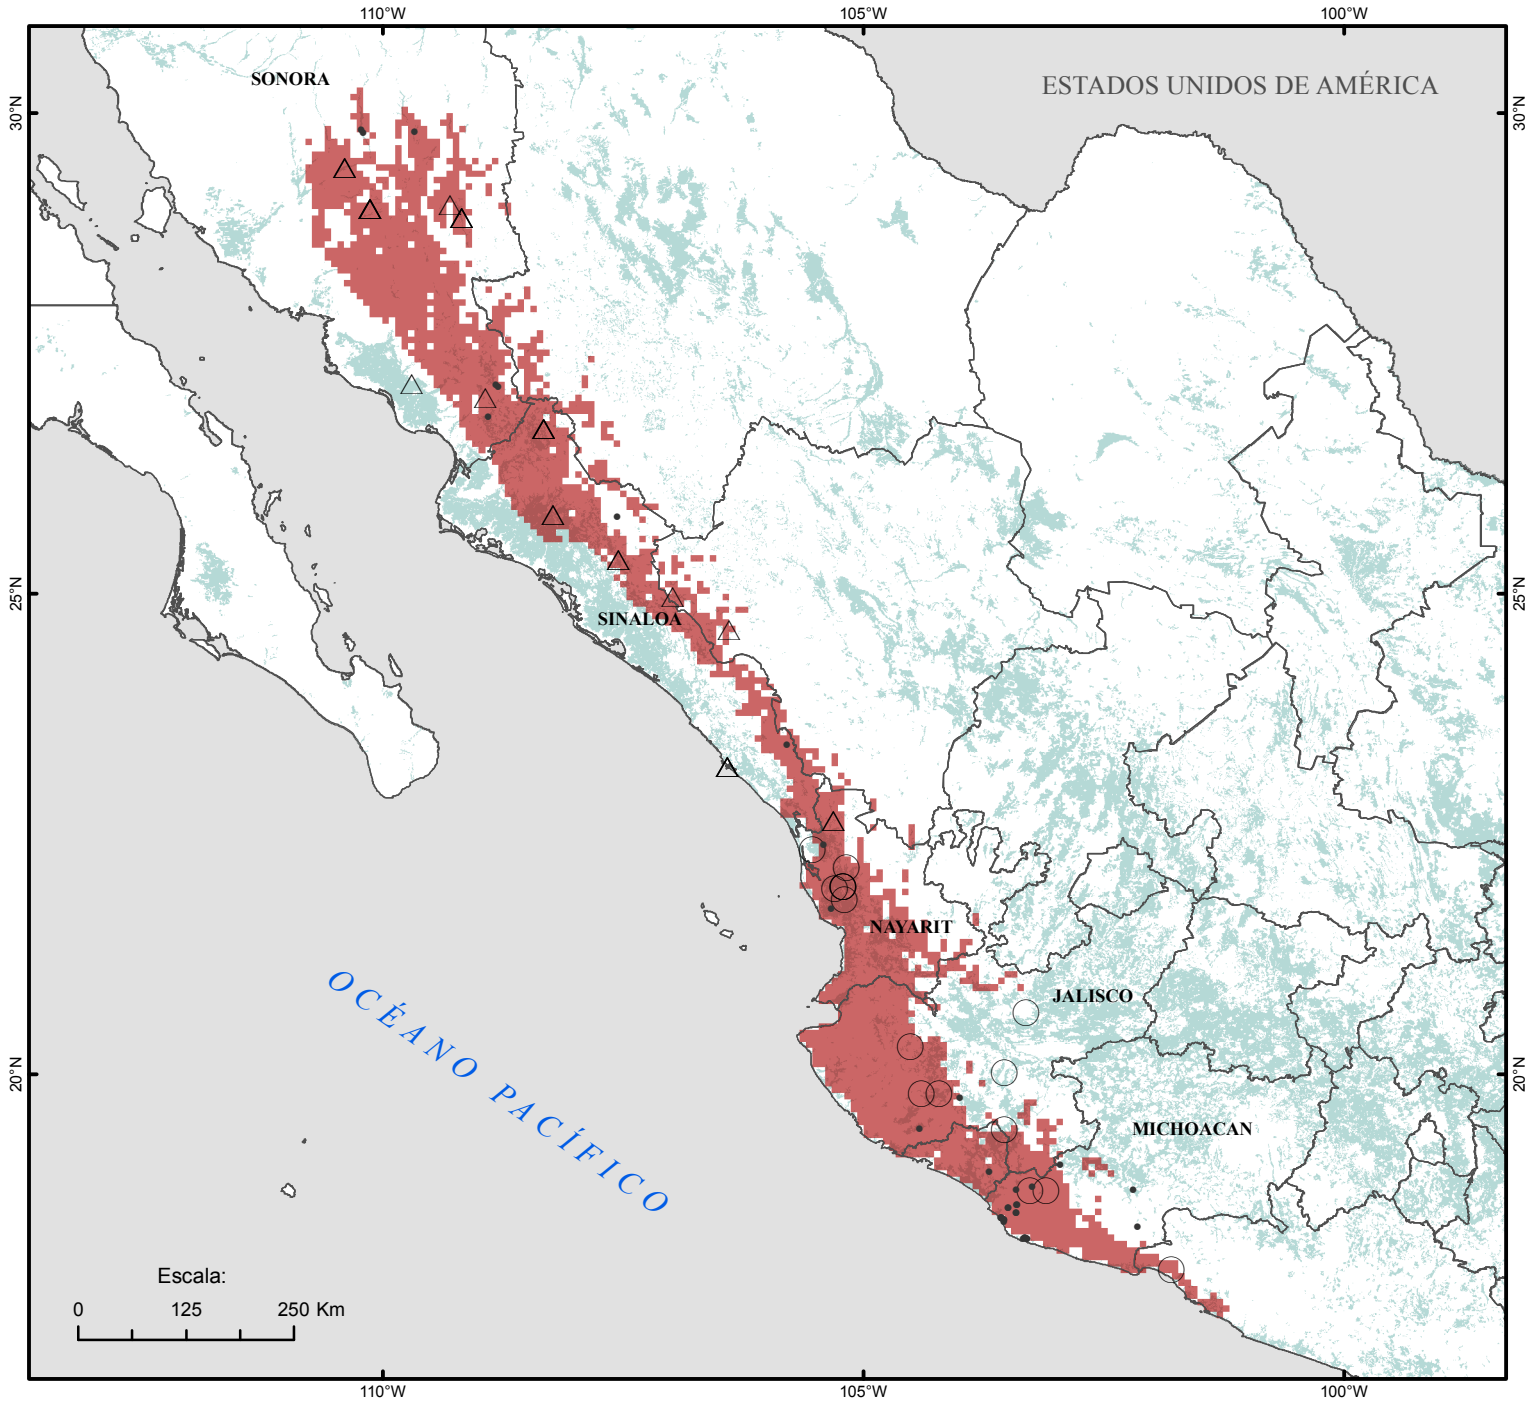 110°W 105°W 100°W
SONORA
ESTADOS UNIDOS DE AMÉRICA
30°N 30°N
25°N 25°N
SINALOA
NAYARIT
JALISCO
OCÉANO PACÍFICO
20°N 20°N
MICHOACAN
Escala:
0 125 250 Km
110°W 105°W 100°W